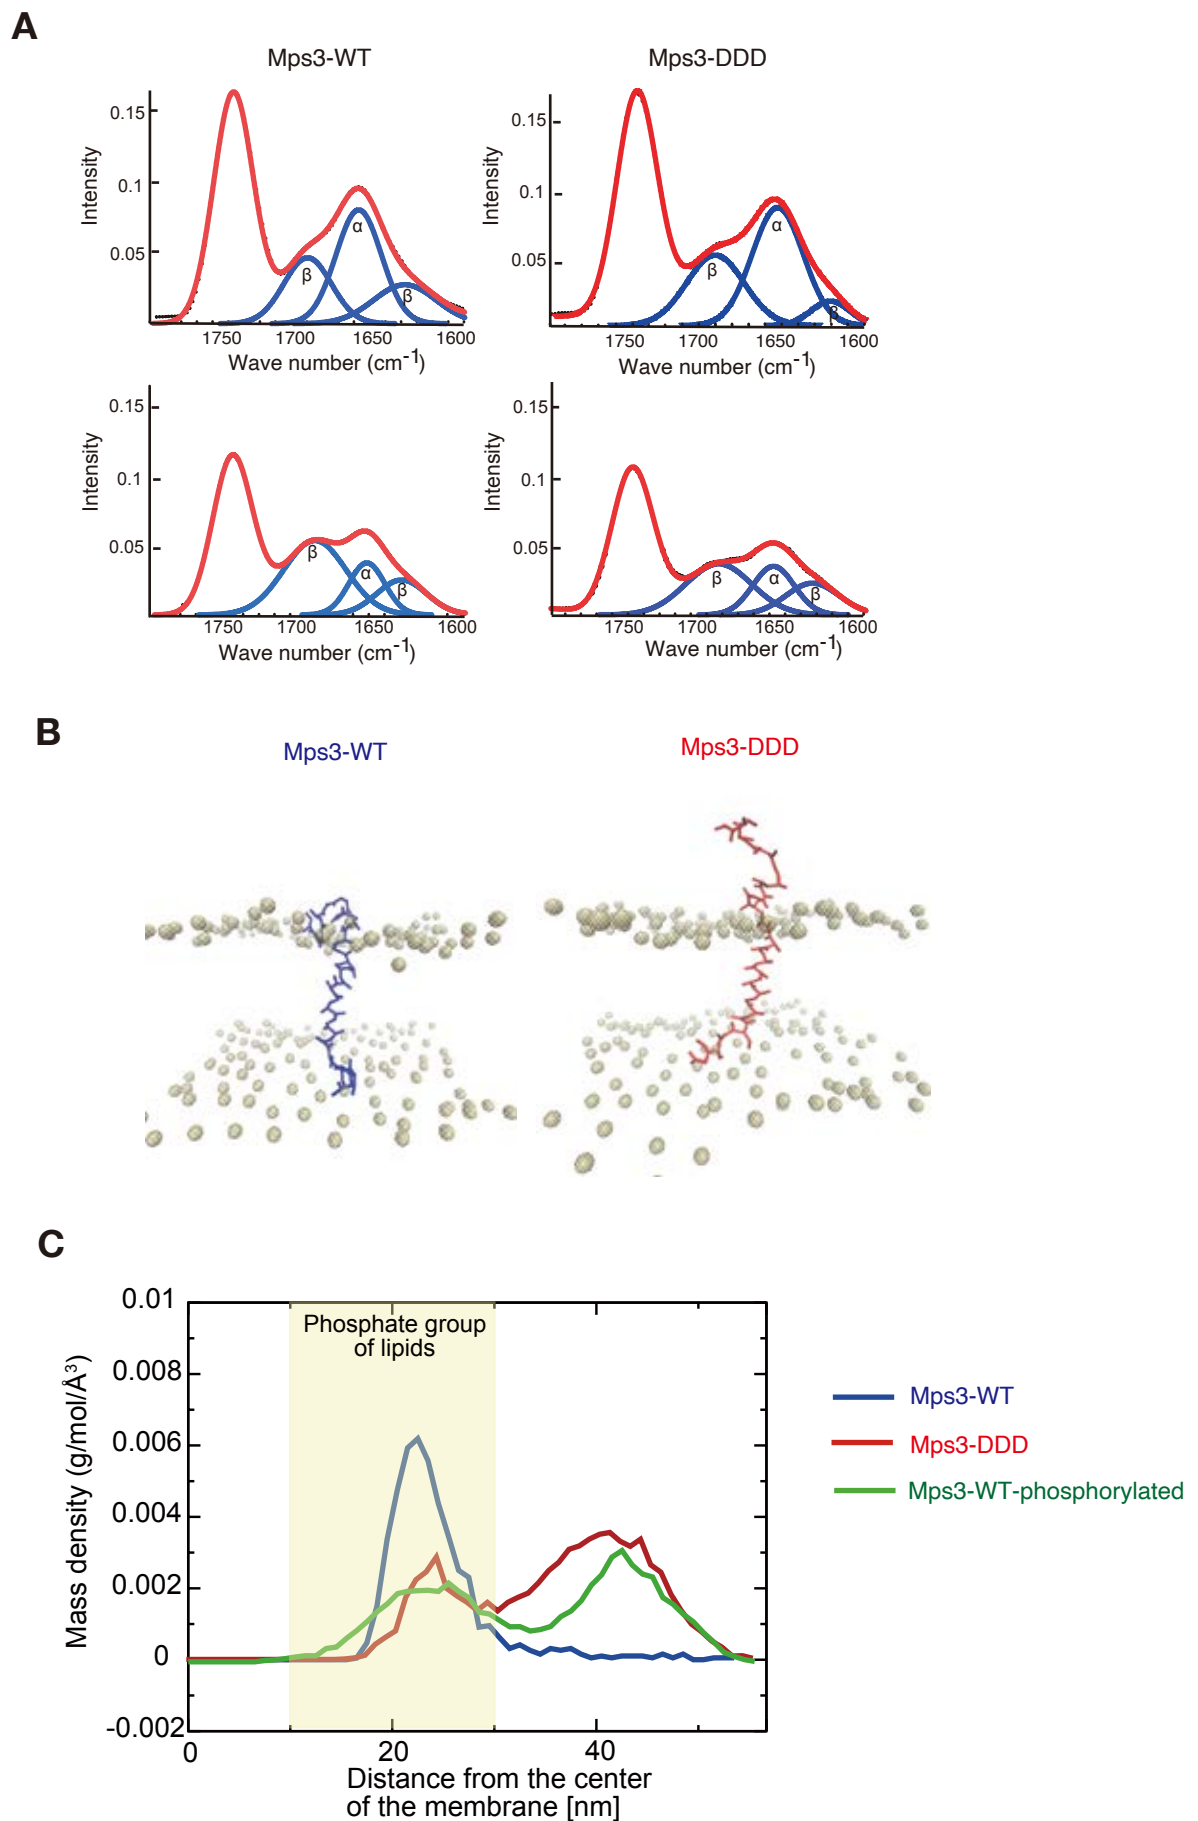 A
Mps3-WT
Mps3-DDD
0.15
0.1
0.05
Intensity
β
α
β
1750 1700 1650 1600
Wave number (cm-1)
0.15
0.1
0.05
Intensity
β
α
β
1750 1700 1650 1600
Wave number (cm-1)
0.15
0.1
0.05
Intensity
β
α
β
1750 1700 1650 1600
Wave number (cm-1)
0.15
0.1
0.05
Intensity
β
α
β
1750 1700 1650 1600
Wave number (cm-1)
B
Mps3-WT
Mps3-DDD
C
0.01
0.008
0.006
0.004
0.002
0
-0.002
Mass density (g/mol/Å3)
Phosphate group
of lipids
0 20 40
Distance from the center
of the membrane [nm]
Mps3-WT
Mps3-DDD
Mps3-WT-phosphorylated